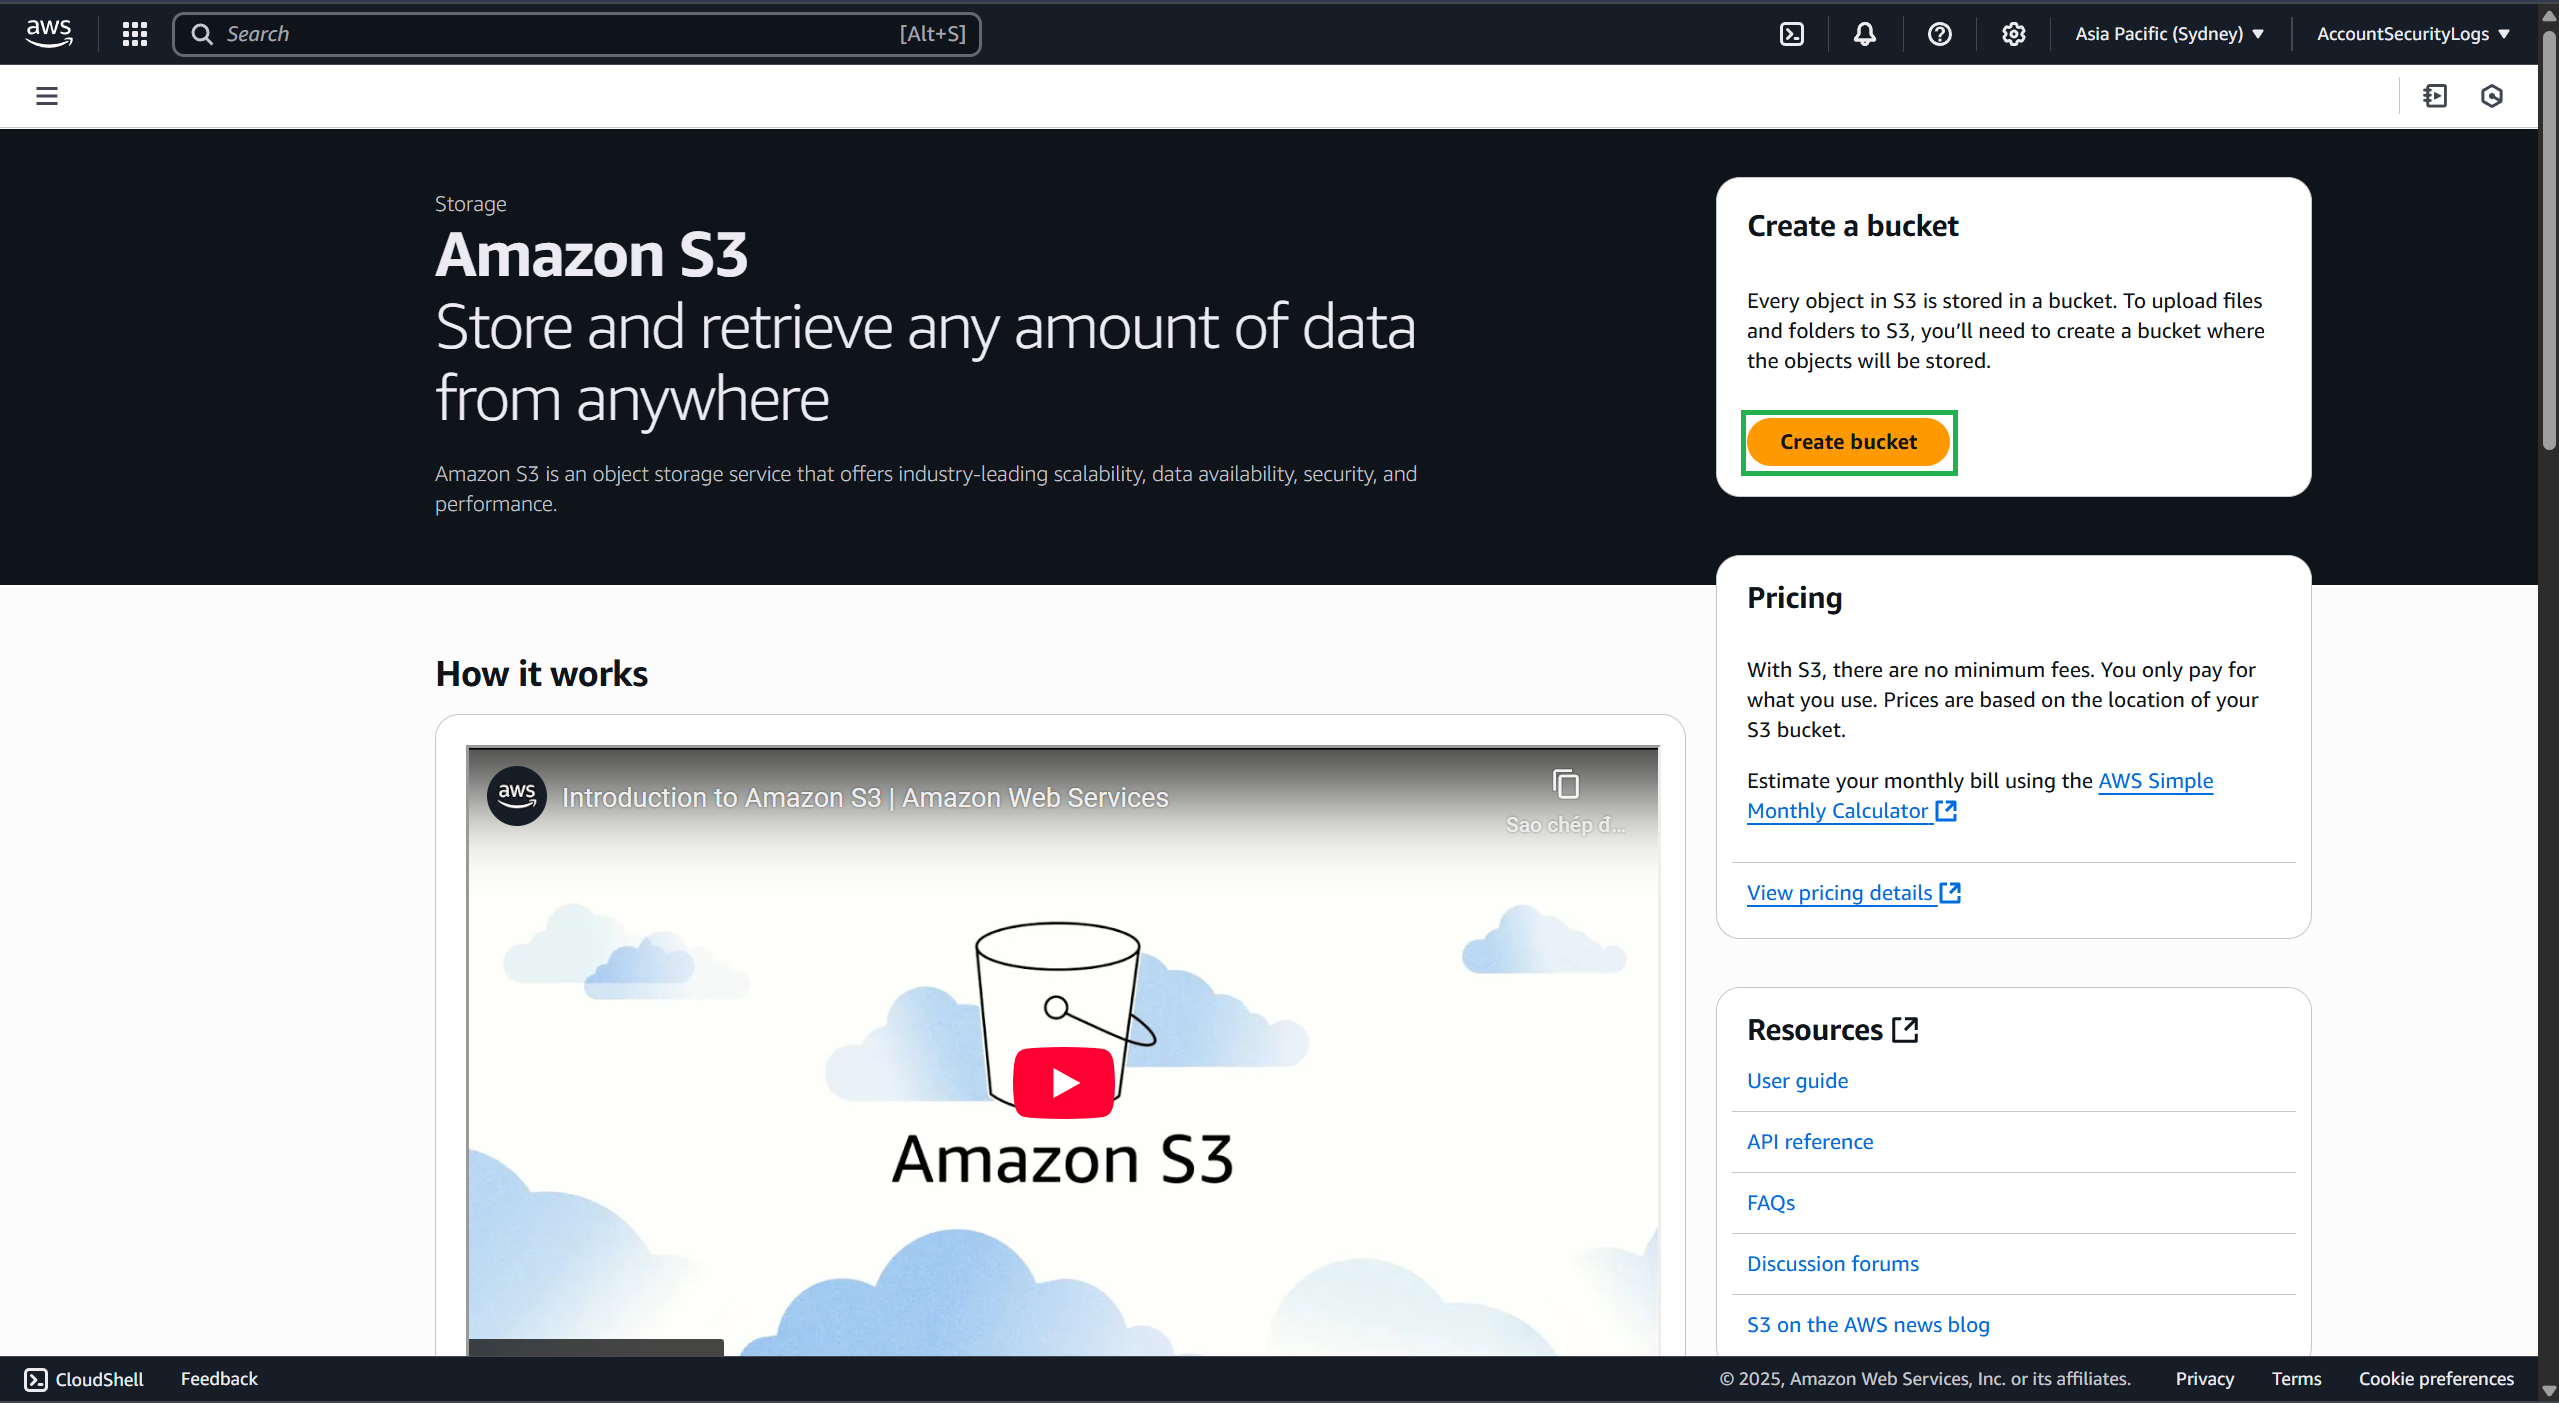 aws
Search
[Alt+S]
Asia Pacific (Sydney)
AccountSecurityLogs
Storage
Amazon S3
Store and retrieve any amount of data
from anywhere
Amazon S3 is an object storage service that offers industry-leading scalability, data availability, security, and
performance.
Create a bucket
Every object in S3 is stored in a bucket. To upload files
and folders to S3, you’ll need to create a bucket where
the objects will be stored.
Create bucket
Pricing
With S3, there are no minimum fees. You only pay for
what you use. Prices are based on the location of your
S3 bucket.
Estimate your monthly bill using the AWS Simple
Monthly Calculator
View pricing details
How it works
aws
Introduction to Amazon S3 | Amazon Web Services
Sao chép đ...
Amazon S3
Resources
User guide
API reference
FAQs
Discussion forums
S3 on the AWS news blog
CloudShell
Feedback
© 2025, Amazon Web Services, Inc. or its affiliates.
Privacy
Terms
Cookie preferences